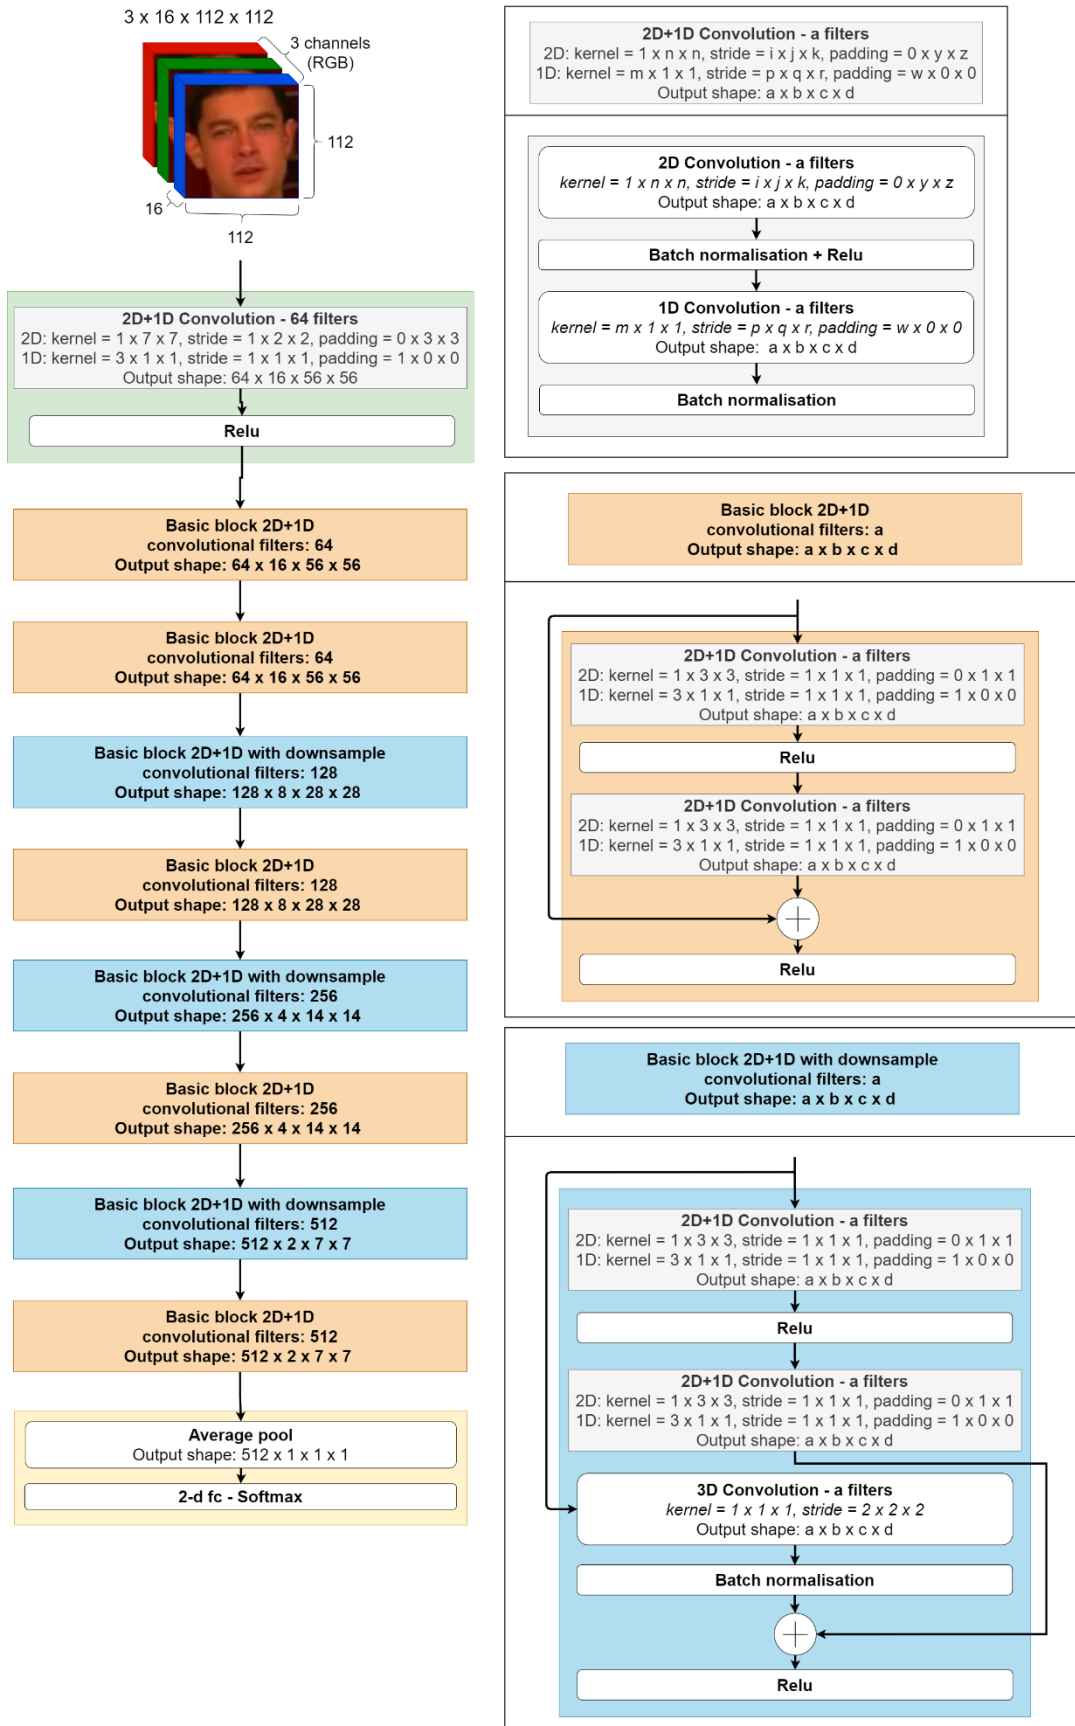 3 x 16 x 112 x 112
3 channels
(RGB)
112
16
112
2D+1D Convolution - 64 filters
2D: kernel = 1 x 7 x 7, stride = 1 x 2 x 2, padding = 0 x 3 x 3
1D: kernel = 3 x 1 x 1, stride = 1 x 1 x 1, padding = 1 x 0 x 0
Output shape: 64 x 16 x 56 x 56
Relu
Basic block 2D+1D
convolutional filters: 64
Output shape: 64 x 16 x 56 x 56
Basic block 2D+1D
convolutional filters: 64
Output shape: 64 x 16 x 56 x 56
Basic block 2D+1D with downsample
convolutional filters: 128
Output shape: 128 x 8 x 28 x 28
Basic block 2D+1D
convolutional filters: 128
Output shape: 128 x 8 x 28 x 28
Basic block 2D+1D with downsample
convolutional filters: 256
Output shape: 256 x 4 x 14 x 14
Basic block 2D+1D
convolutional filters: 256
Output shape: 256 x 4 x 14 x 14
Basic block 2D+1D with downsample
convolutional filters: 512
Output shape: 512 x 2 x 7 x 7
Basic block 2D+1D
convolutional filters: 512
Output shape: 512 x 2 x 7 x 7
Average pool
Output shape: 512 x 1 x 1 x 1
2-d fc - Softmax
2D+1D Convolution - a filters
2D: kernel = 1 x n x n, stride = i x j x k, padding = 0 x y x z
1D: kernel = m x 1 x 1, stride = p x q x r, padding = w x 0 x 0
Output shape: a x b x c x d
2D Convolution - a filters
kernel = 1 x n x n, stride = i x j x k, padding = 0 x y x z
Output shape: a x b x c x d
Batch normalisation + Relu
1D Convolution - a filters
kernel = m x 1 x 1, stride = p x q x r, padding = w x 0 x 0
Output shape: a x b x c x d
Batch normalisation
Basic block 2D+1D
convolutional filters: a
Output shape: a x b x c x d
2D+1D Convolution - a filters
2D: kernel = 1 x 3 x 3, stride = 1 x 1 x 1, padding = 0 x 1 x 1
1D: kernel = 3 x 1 x 1, stride = 1 x 1 x 1, padding = 1 x 0 x 0
Output shape: a x b x c x d
Relu
2D+1D Convolution - a filters
2D: kernel = 1 x 3 x 3, stride = 1 x 1 x 1, padding = 0 x 1 x 1
1D: kernel = 3 x 1 x 1, stride = 1 x 1 x 1, padding = 1 x 0 x 0
Output shape: a x b x c x d
Relu
Basic block 2D+1D with downsample
convolutional filters: a
Output shape: a x b x c x d
2D+1D Convolution - a filters
2D: kernel = 1 x 3 x 3, stride = 1 x 1 x 1, padding = 0 x 1 x 1
1D: kernel = 3 x 1 x 1, stride = 1 x 1 x 1, padding = 1 x 0 x 0
Output shape: a x b x c x d
Relu
2D+1D Convolution - a filters
2D: kernel = 1 x 3 x 3, stride = 1 x 1 x 1, padding = 0 x 1 x 1
1D: kernel = 3 x 1 x 1, stride = 1 x 1 x 1, padding = 1 x 0 x 0
Output shape: a x b x c x d
3D Convolution - a filters
kernel = 1 x 1 x 1, stride = 2 x 2 x 2
Output shape: a x b x c x d
Batch normalisation
Relu